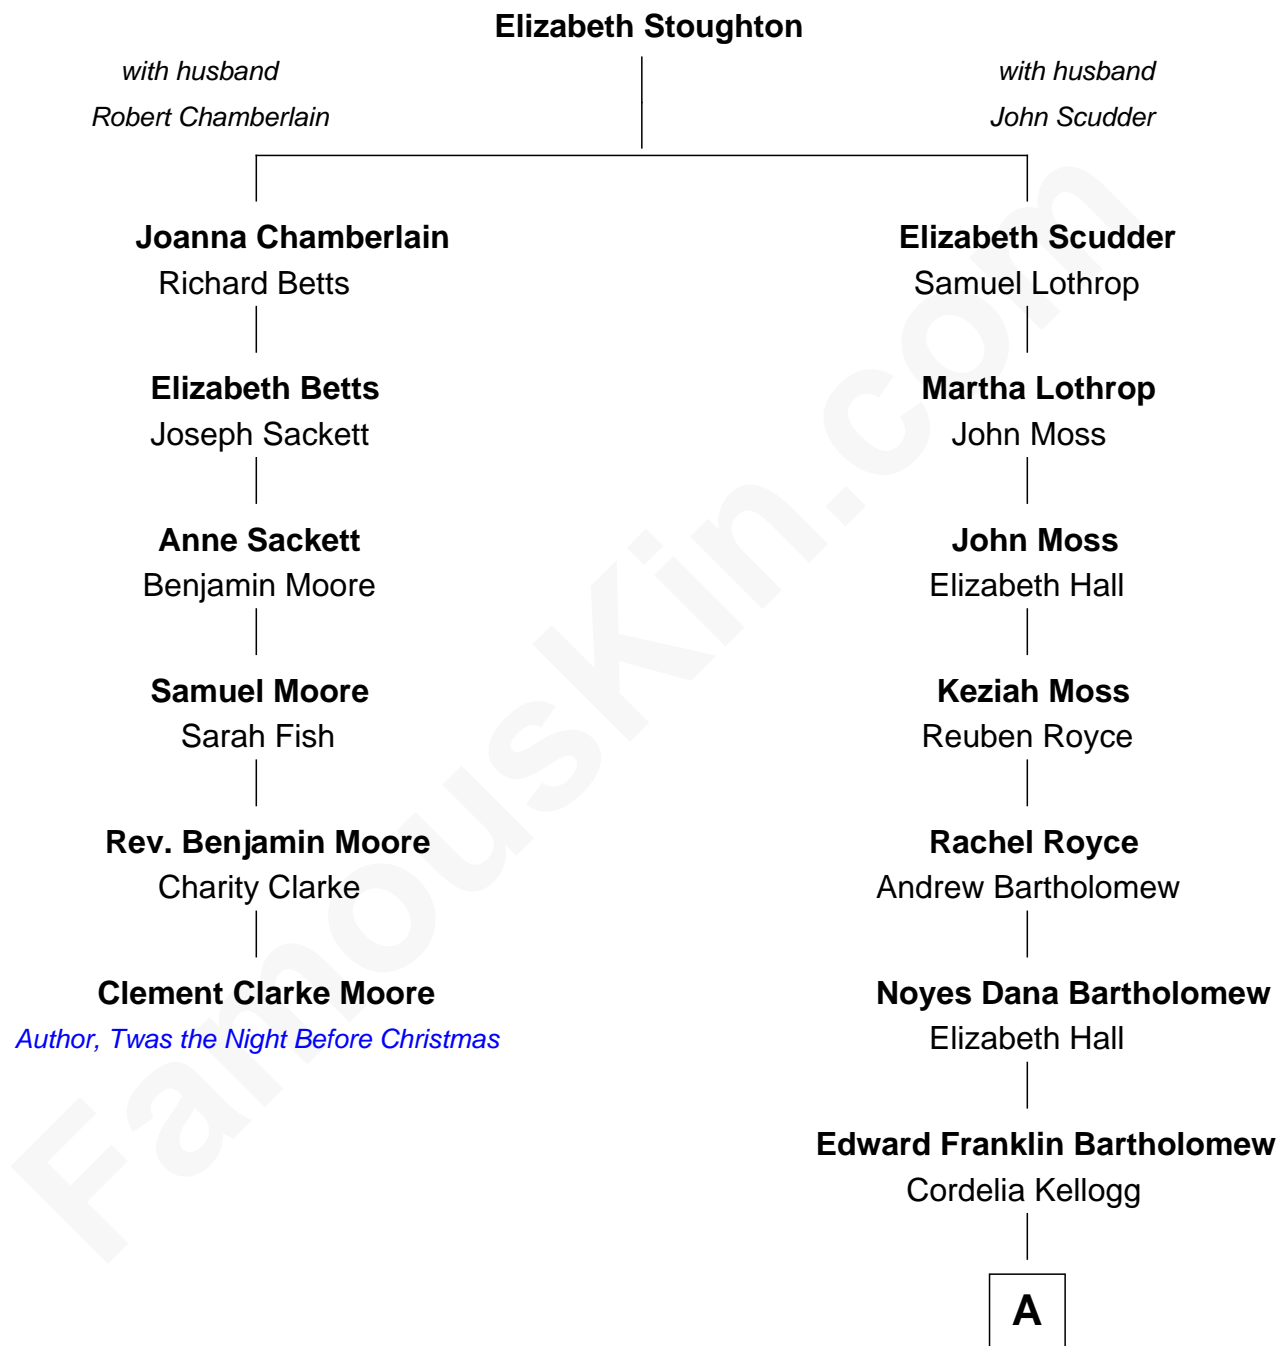 Elizabeth Stoughton
with husband
Robert Chamberlain
with husband
John Scudder
Joanna Chamberlain
Richard Betts
Elizabeth Betts
Joseph Sackett
Anne Sackett
Benjamin Moore
Samuel Moore
Sarah Fish
Rev. Benjamin Moore
Charity Clarke
Clement Clarke Moore
Author, Twas the Night Before Christmas
Elizabeth Scudder
Samuel Lothrop
Martha Lothrop
John Moss
John Moss
Elizabeth Hall
Keziah Moss
Reuben Royce
Rachel Royce
Andrew Bartholomew
Noyes Dana Bartholomew
Elizabeth Hall
Edward Franklin Bartholomew
Cordelia Kellogg
A
FamousKin.com